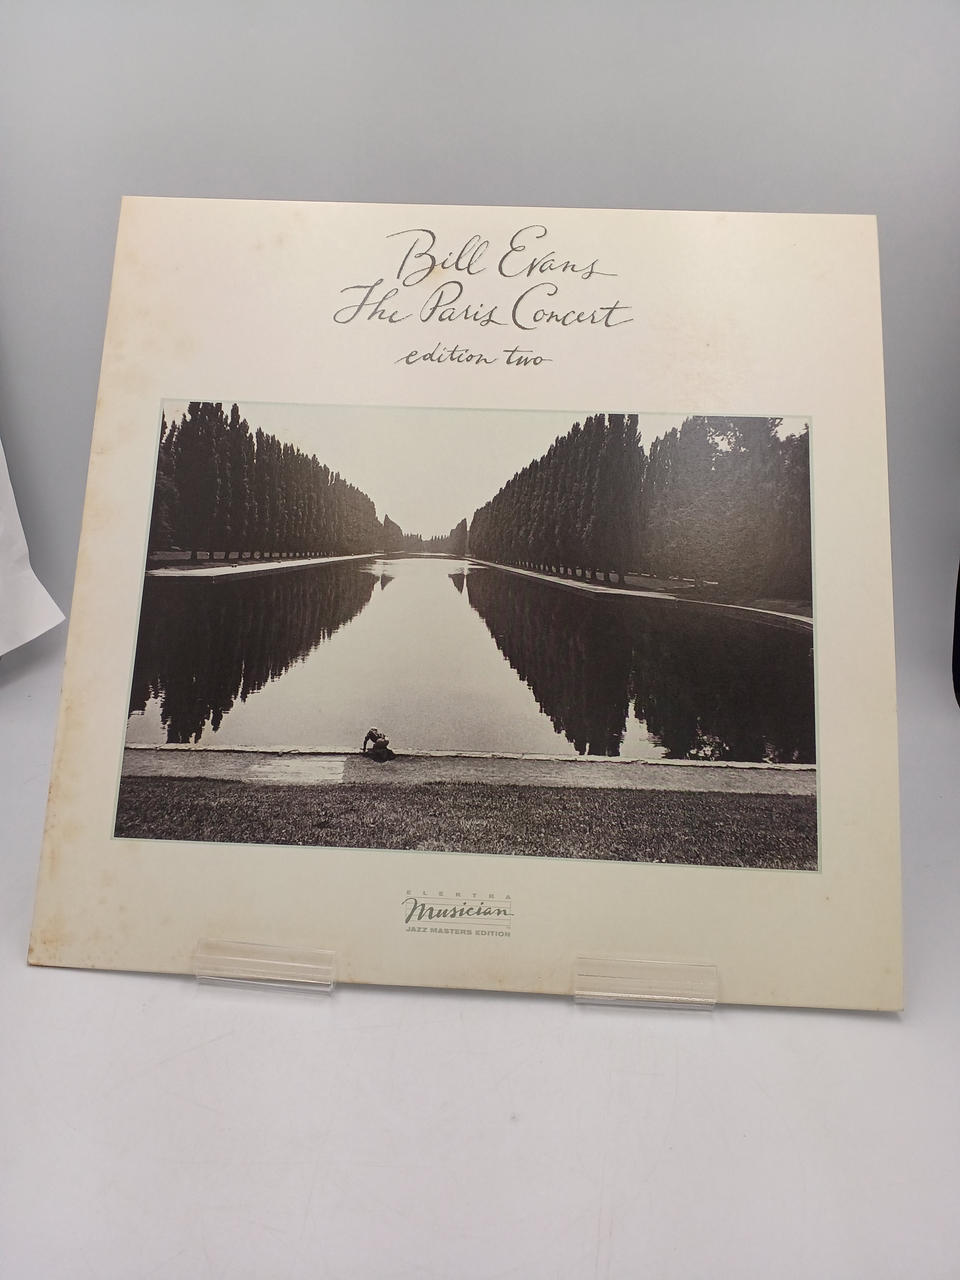 Bill Evans
The Paris Concert
edition two
ELEKTRA
Musician
JAZZ MASTERS EDITION